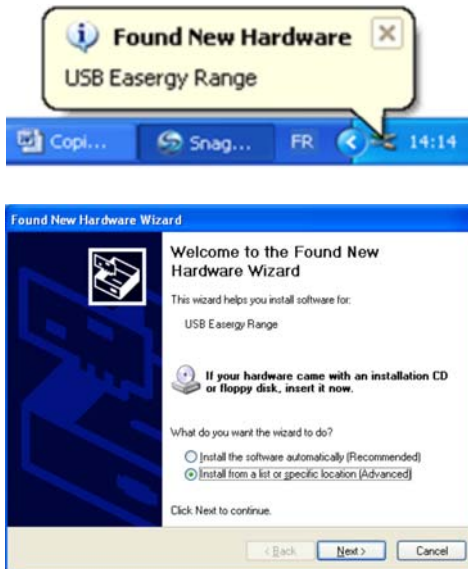 Found New Hardware
USB Easergy Range
Copi...
Snag...
FR
14:14
Found New Hardware Wizard
Welcome to the Found New
Hardware Wizard
This wizard helps you install software for:
USB Easergy Range
If your hardware came with an installation CD
or floppy disk, insert it now.
What do you want the wizard to do?
Install the software automatically (Recommended)
Install from a list or specific location (Advanced)
Click Next to continue.
< Back
Next >
Cancel